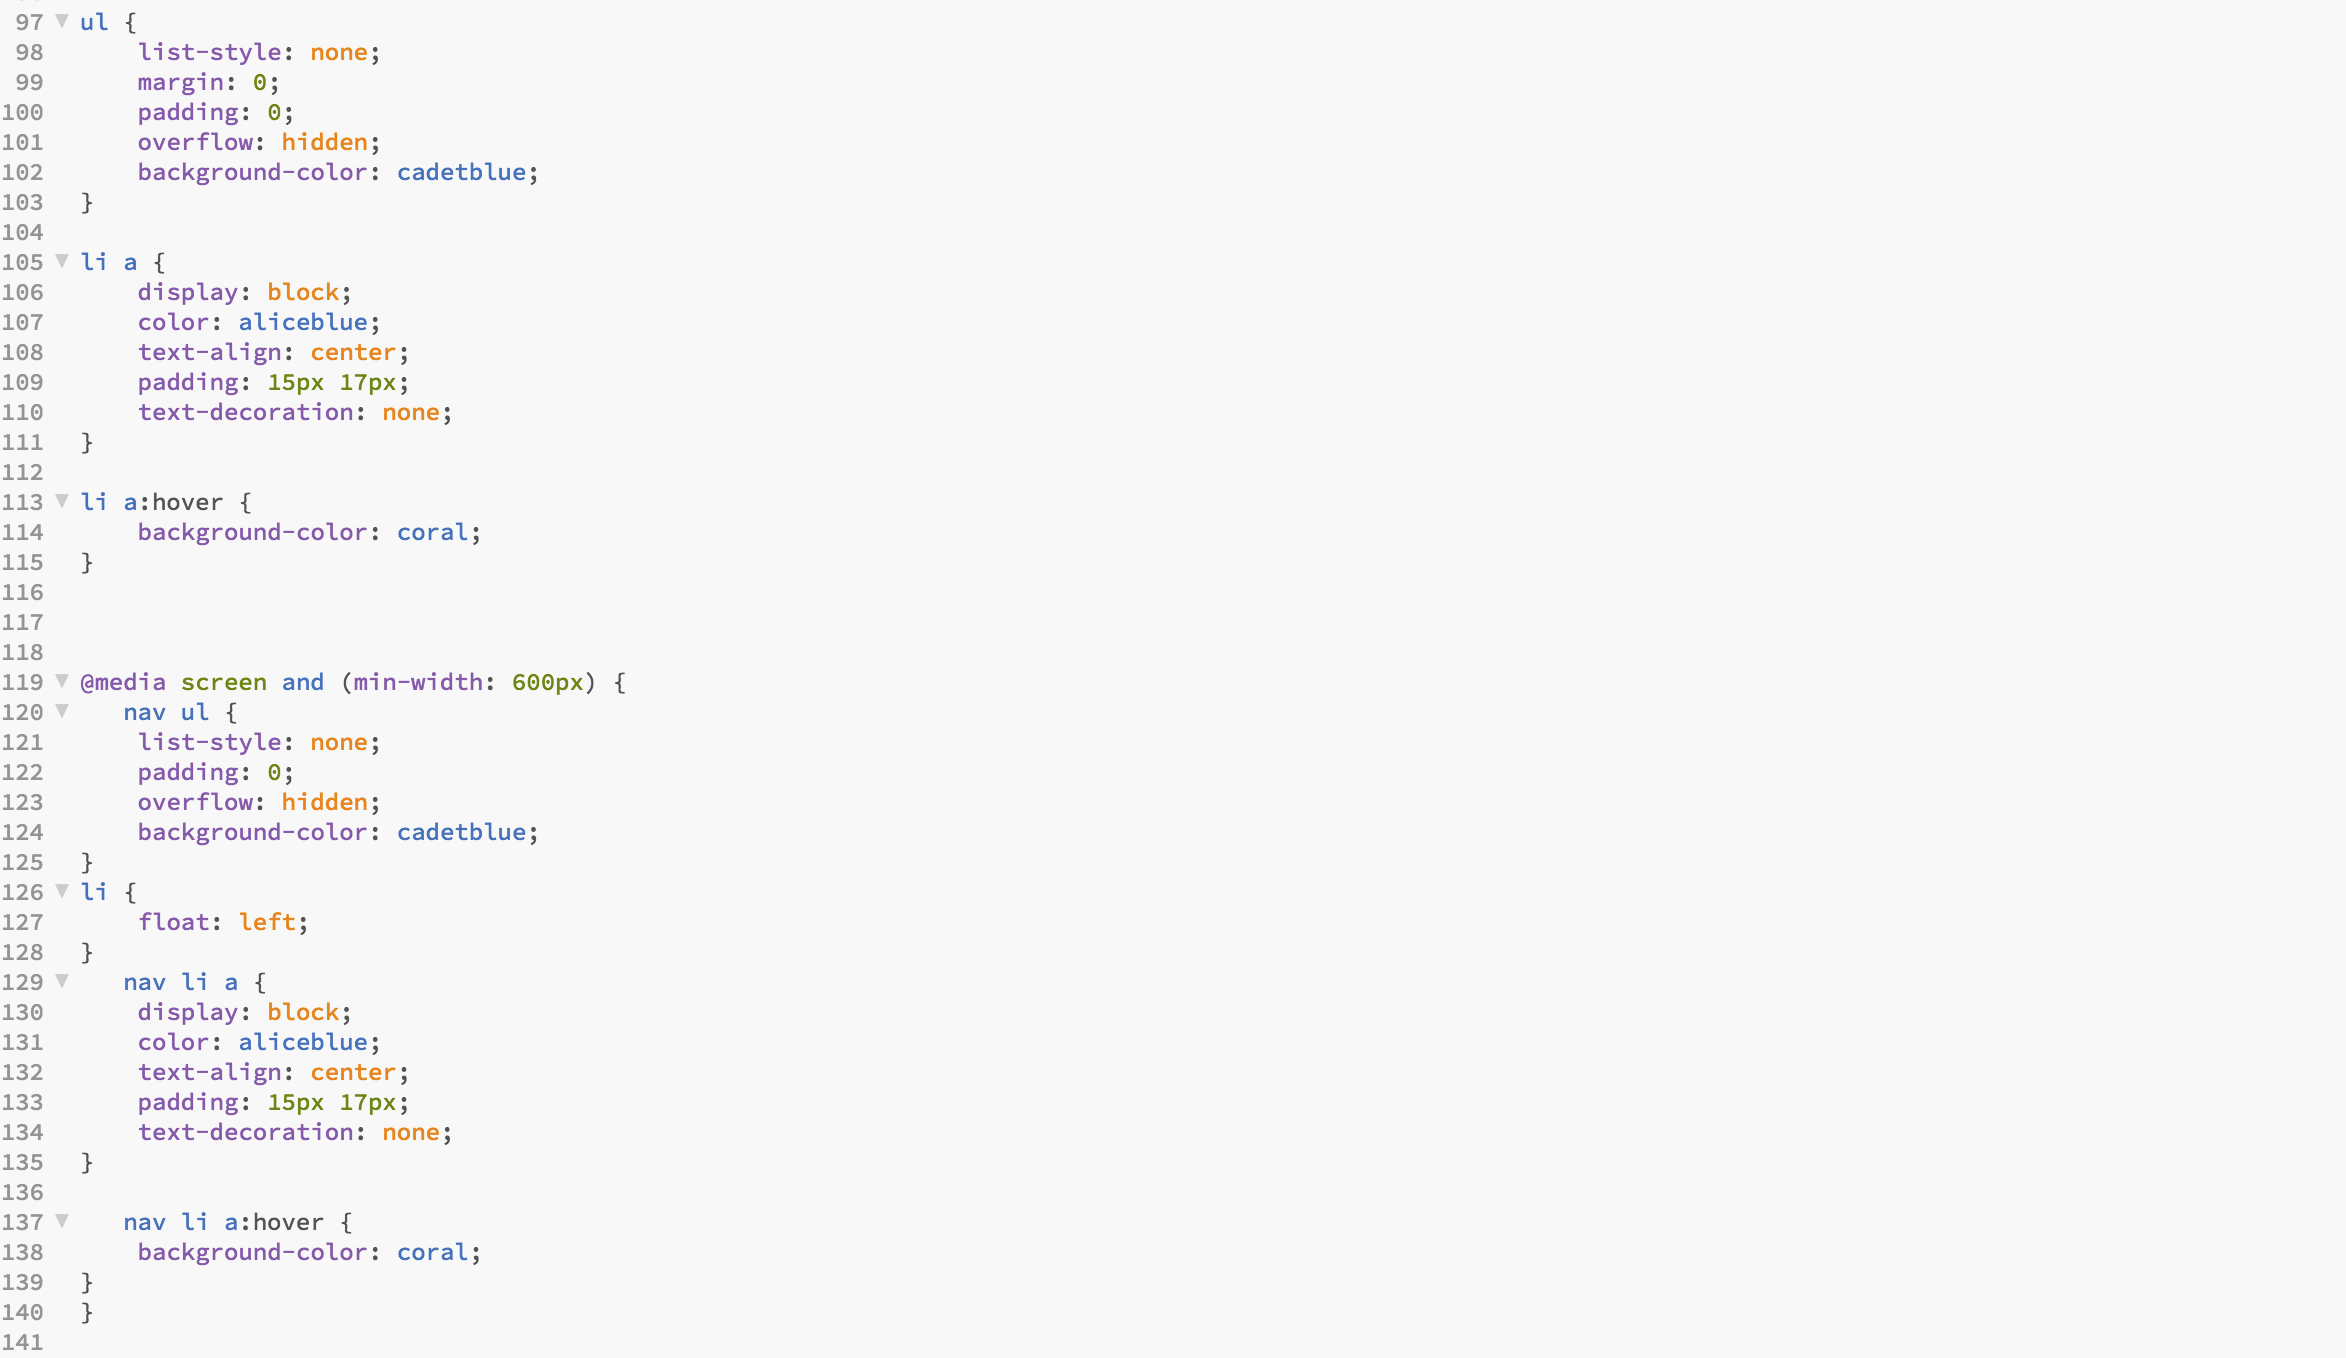 97 ▼ ul {
98 list-style: none;
99 margin: 0;
100 padding: 0;
101 overflow: hidden;
102 background-color: cadetblue;
103 }
104
105 ▼ li a {
106 display: block;
107 color: aliceblue;
108 text-align: center;
109 padding: 15px 17px;
110 text-decoration: none;
111 }
112
113 ▼ li a:hover {
114 background-color: coral;
115 }
116
117
118
119 ▼ @media screen and (min-width: 600px) {
120 ▼ nav ul {
121 list-style: none;
122 padding: 0;
123 overflow: hidden;
124 background-color: cadetblue;
125 }
126 ▼ li {
127 float: left;
128 }
129 ▼ nav li a {
130 display: block;
131 color: aliceblue;
132 text-align: center;
133 padding: 15px 17px;
134 text-decoration: none;
135 }
136
137 ▼ nav li a:hover {
138 background-color: coral;
139 }
140 }
141